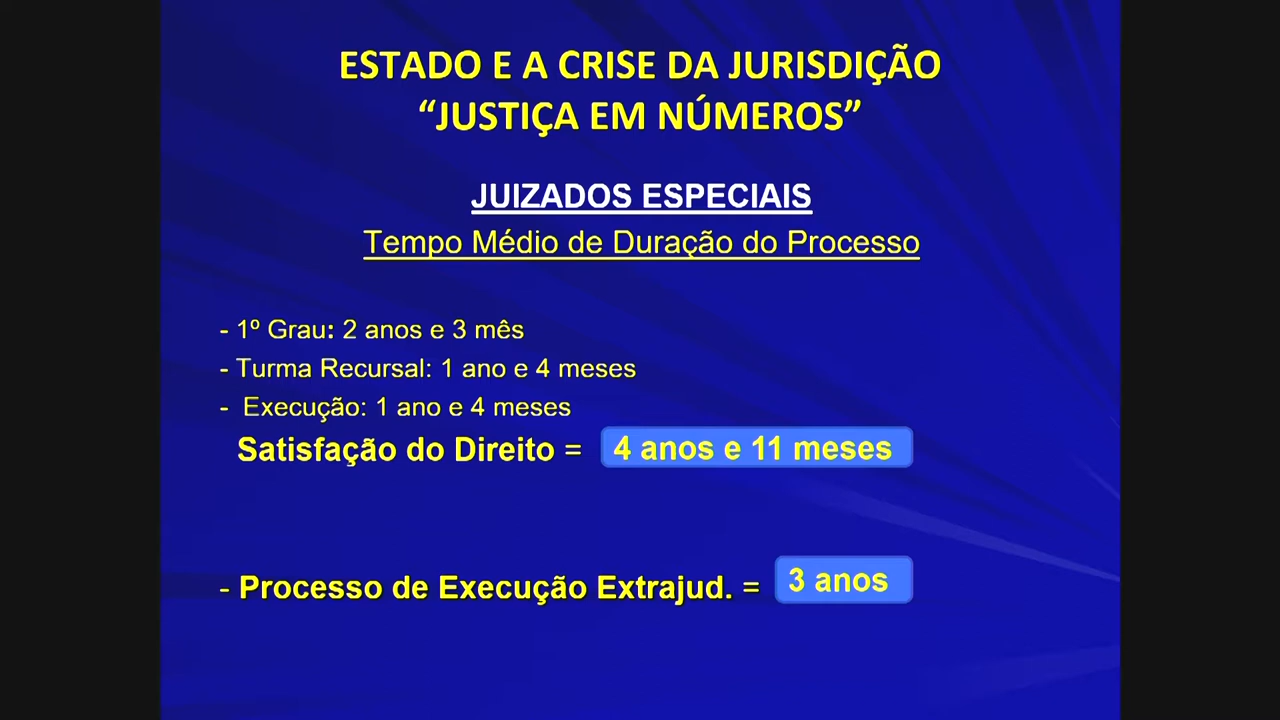 ESTADO E A CRISE DA JURISDIÇÃO
“JUSTIÇA EM NÚMEROS”
JUIZADOS ESPECIAIS
Tempo Médio de Duração do Processo
- 1º Grau: 2 anos e 3 mês
- Turma Recursal: 1 ano e 4 meses
- Execução: 1 ano e 4 meses
Satisfação do Direito = 4 anos e 11 meses
- Processo de Execução Extrajud. = 3 anos